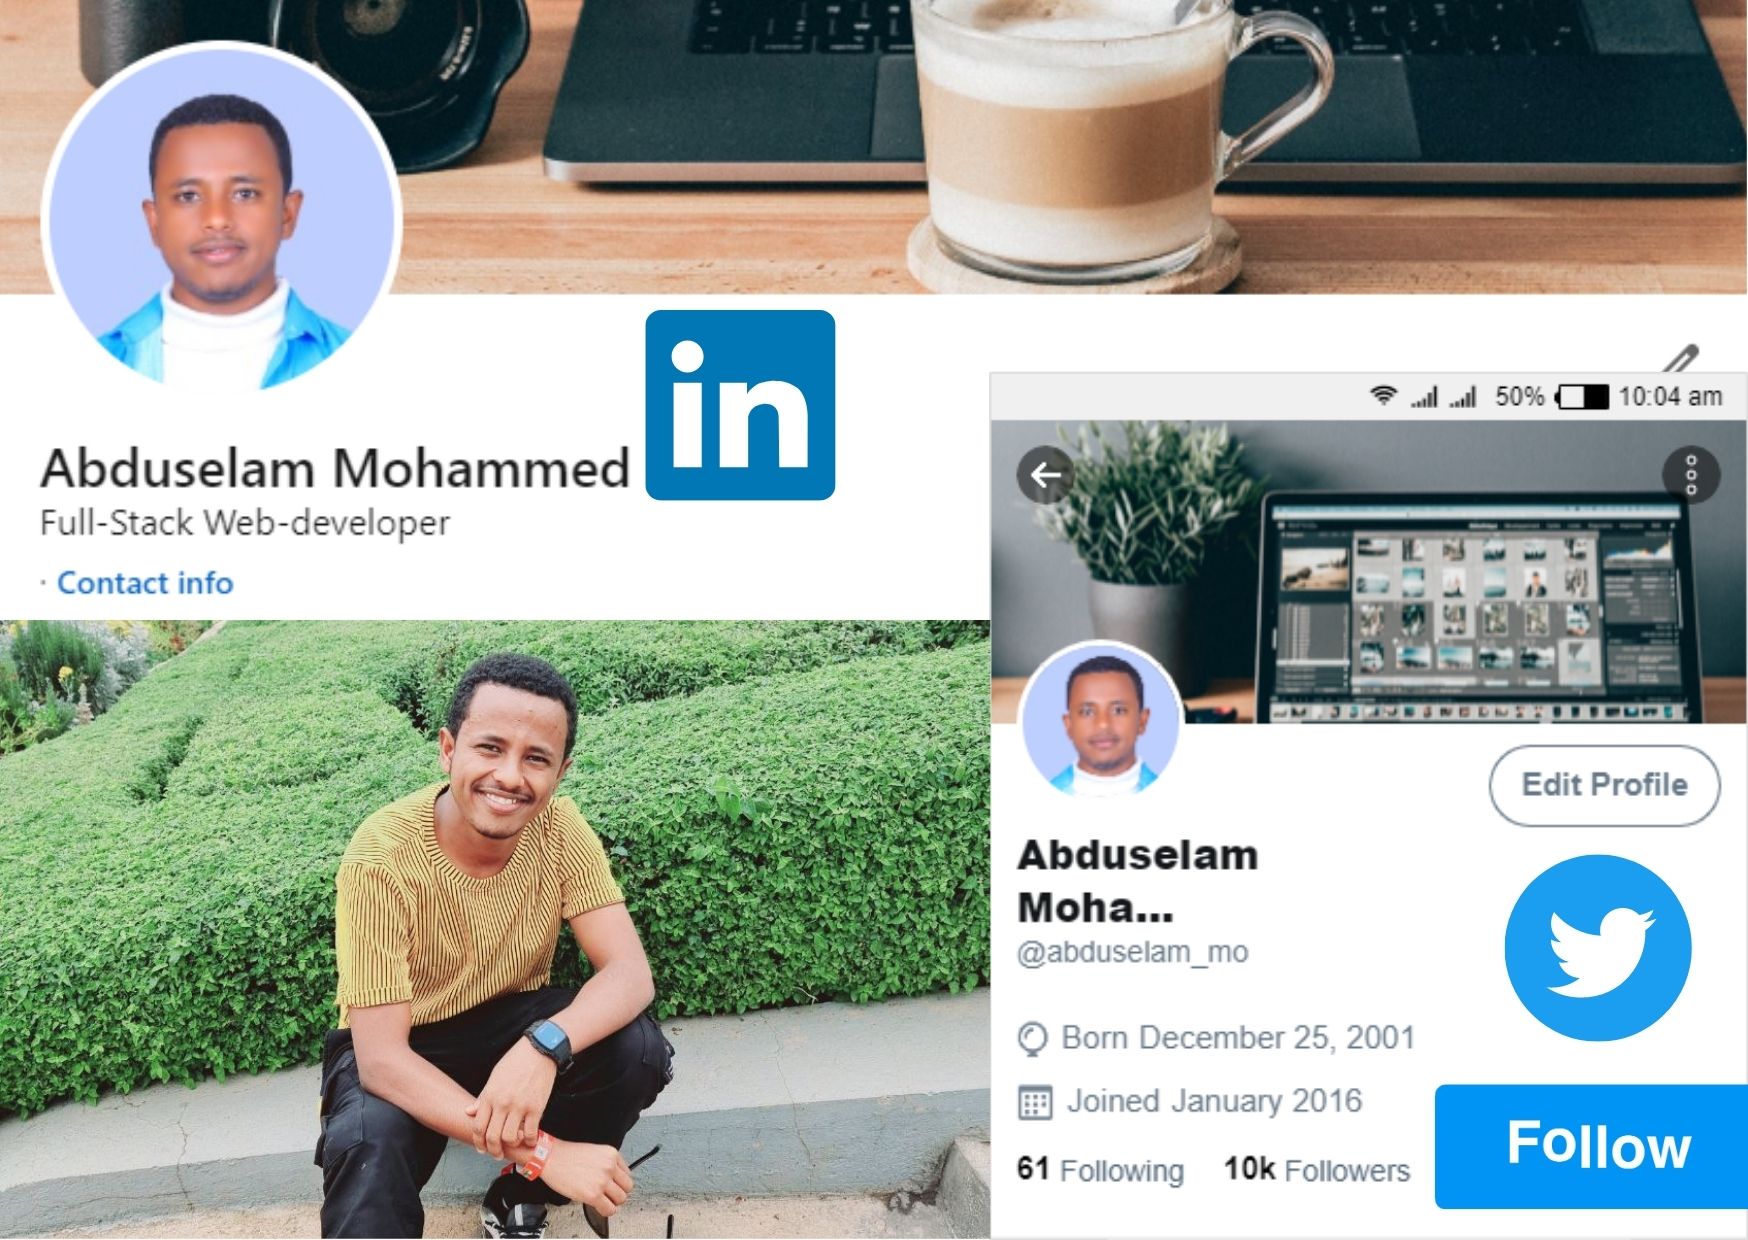 in
Abduselam Mohammed
Full-Stack Web-developer
· Contact info
50% 10:04 am
Edit Profile
Abduselam
Moha...
@abduselam_mo
Born December 25, 2001
Joined January 2016
61 Following 10k Followers
Follow